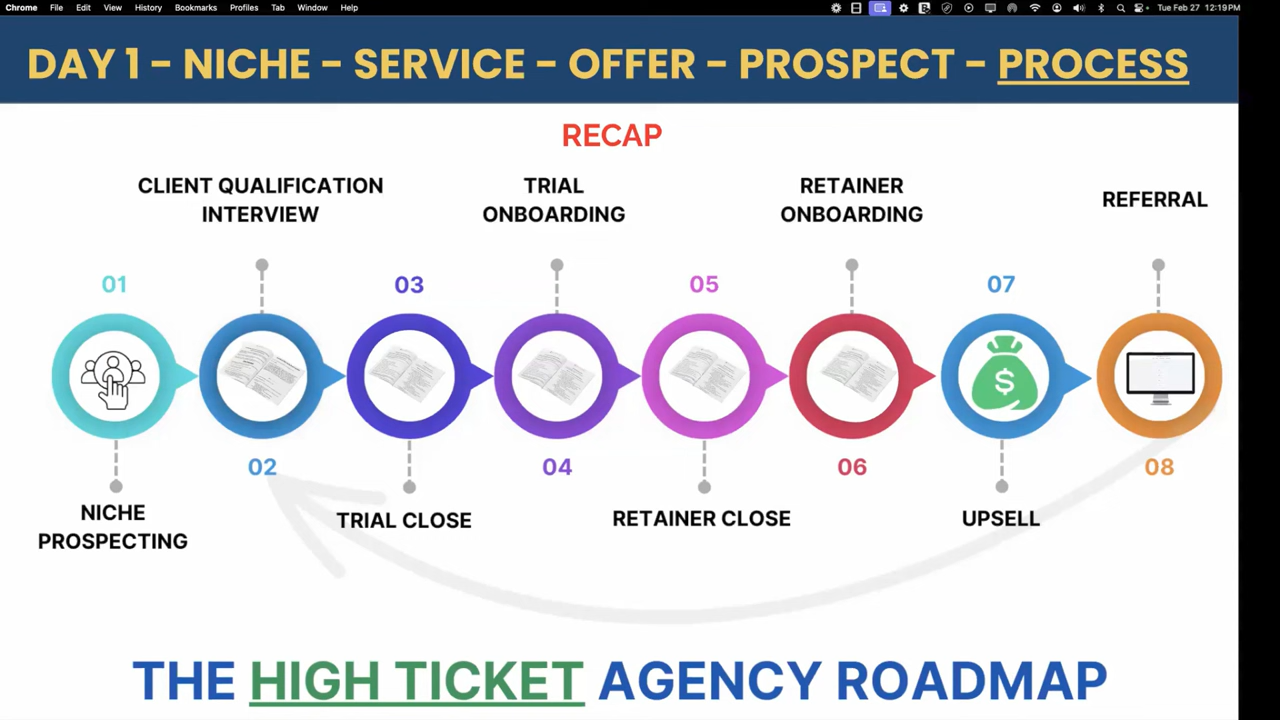 Chrome File Edit View History Bookmarks Profiles Tab Window Help Tue Feb 27 12:19 PM
DAY 1 – NICHE – SERVICE – OFFER – PROSPECT – PROCESS
RECAP
CLIENT QUALIFICATION
INTERVIEW
TRIAL
ONBOARDING
RETAINER
ONBOARDING
REFERRAL
01
03
05
07
$
02
04
06
08
NICHE
PROSPECTING
TRIAL CLOSE
RETAINER CLOSE
UPSELL
THE HIGH TICKET AGENCY ROADMAP